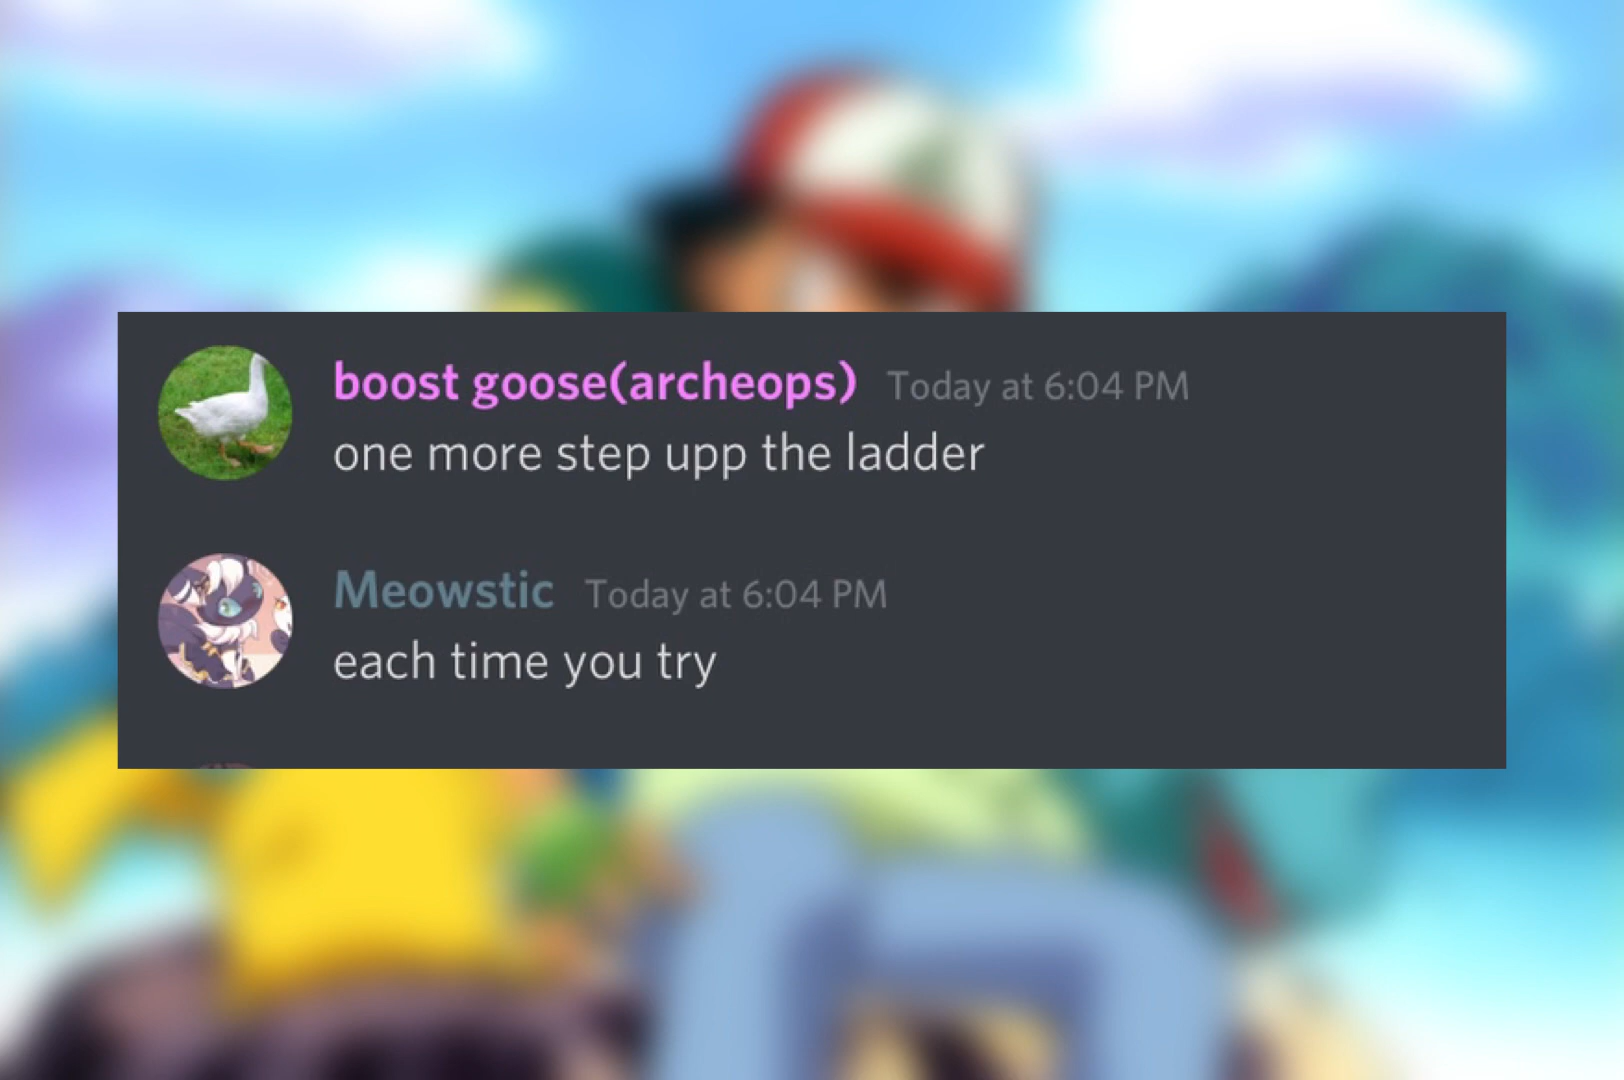 boost goose(archeops) Today at 6:04 PM
one more step upp the ladder
Meowstic Today at 6:04 PM
each time you try